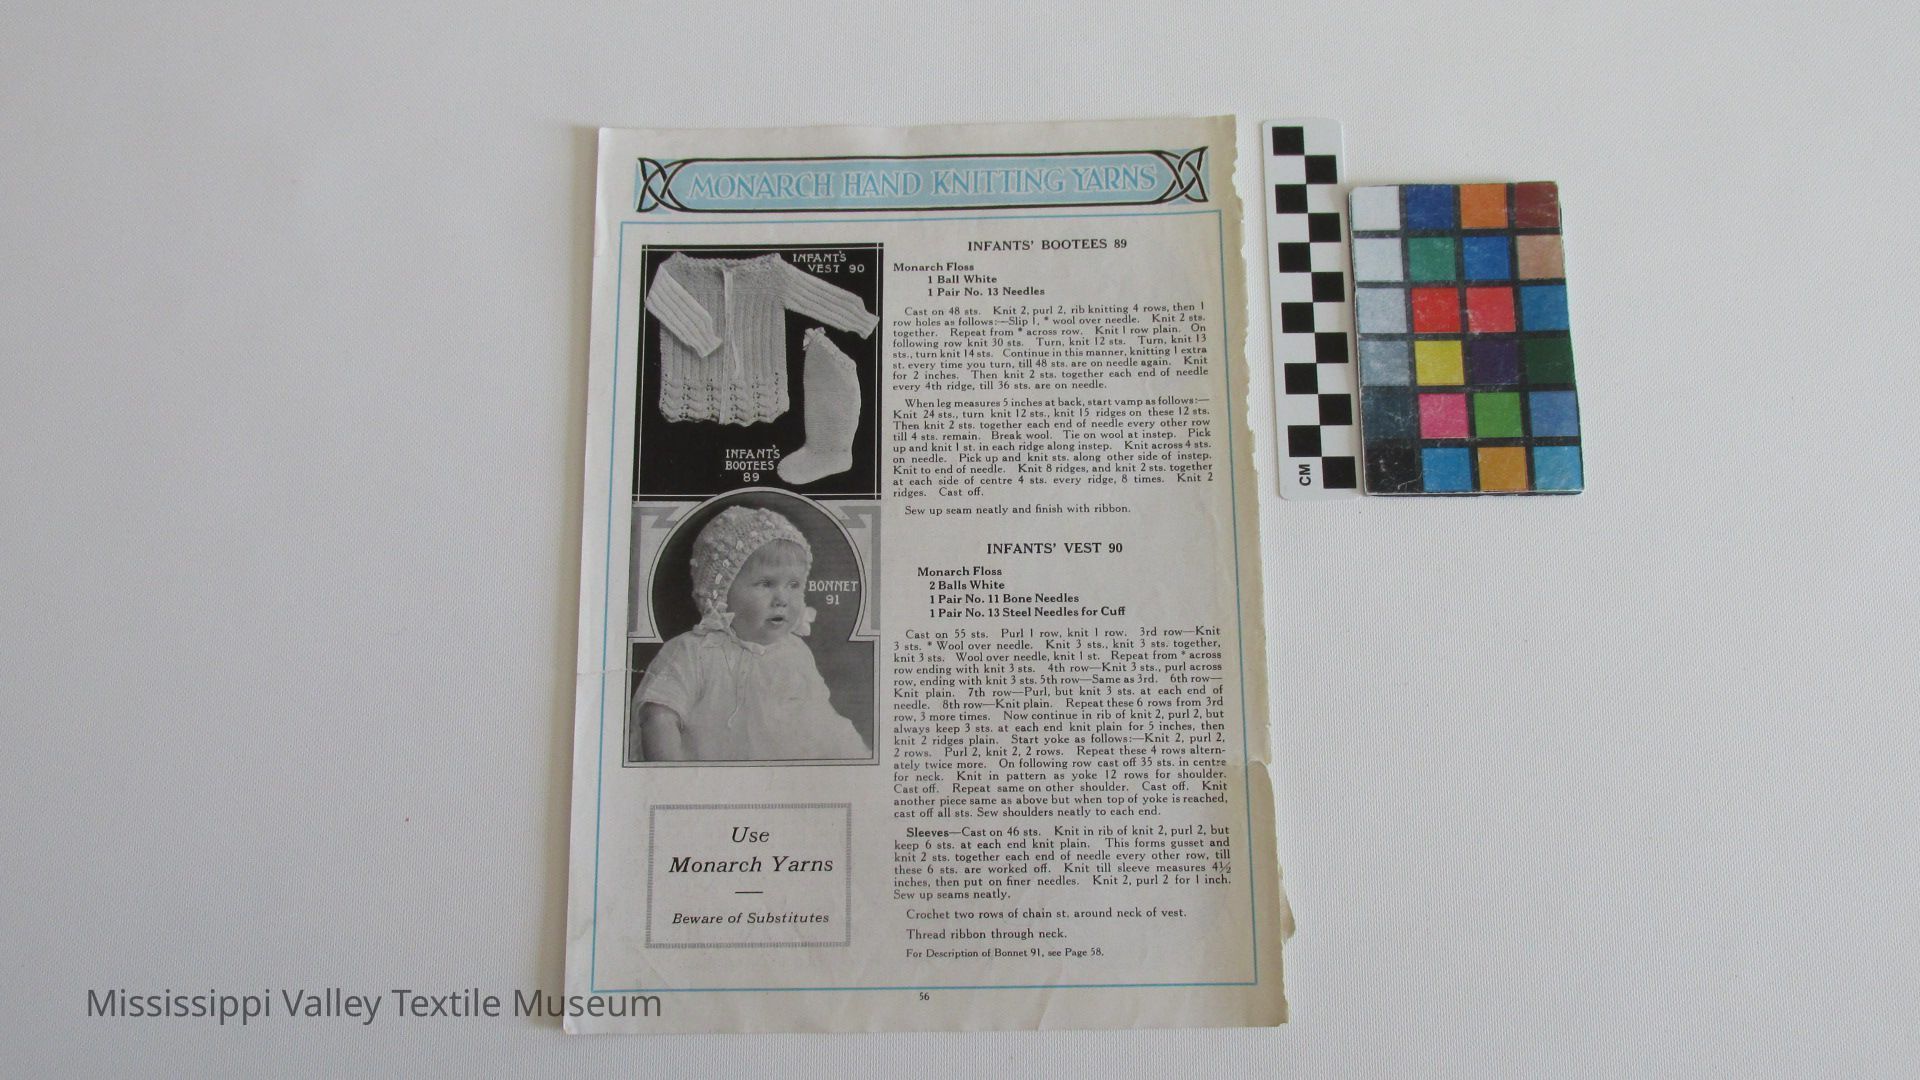 MONARCH HAND KNITTING YARNS
INFANT'S
VEST 90
INFANT'S
BOOTEES
89
BONNET
91
Use
Monarch Yarns
Beware of Substitutes
INFANTS' BOOTEES 89
Monarch Floss
1 Ball White
1 Pair No. 13 Needles
Cast on 48 sts. Knit 2, purl 2, rib knitting 4 rows, then 1
row holes as follows:—Slip 1, * wool over needle. Knit 2 sts.
together. Repeat from * across row. Knit 1 row plain. On
following row knit 30 sts. Turn, knit 12 sts. Turn, knit 13
sts., turn knit 14 sts. Continue in this manner, knitting 1 extra
st. every time you turn, till 48 sts. are on needle again. Knit
for 2 inches. Then knit 2 sts. together each end of needle
every 4th ridge, till 36 sts. are on needle.
When leg measures 5 inches at back, start vamp as follows:—
Knit 24 sts., turn knit 12 sts., knit 15 ridges on these 12 sts.
Then knit 2 sts. together each end of needle every other row
till 4 sts. remain. Break wool. Tie on wool at instep. Pick
up and knit 1 st. in each ridge along instep. Knit across 4 sts.
on needle. Pick up and knit sts. along other side of instep.
Knit to end of needle. Knit 8 ridges, and knit 2 sts. together
at each side of centre 4 sts. every ridge, 8 times. Knit 2
ridges. Cast off.
Sew up seam neatly and finish with ribbon.
INFANTS' VEST 90
Monarch Floss
2 Balls White
1 Pair No. 11 Bone Needles
1 Pair No. 13 Steel Needles for Cuff
Cast on 55 sts. Purl 1 row, knit 1 row. 3rd row—Knit
3 sts. * Wool over needle. Knit 3 sts., knit 3 sts. together,
knit 3 sts. Wool over needle, knit 1 st. Repeat from * across
row ending with knit 3 sts. 4th row—Knit 3 sts., purl across
row, ending with knit 3 sts. 5th row—Same as 3rd. 6th row—
Knit plain. 7th row—Purl, but knit 3 sts. at each end of
needle. 8th row—Knit plain. Repeat these 6 rows from 3rd
row, 3 more times. Now continue in rib of knit 2, purl 2, but
always keep 3 sts. at each end knit plain for 5 inches, then
knit 2 ridges plain. Start yoke as follows:—Knit 2, purl 2,
2 rows. Purl 2, knit 2, 2 rows. Repeat these 4 rows altern-
ately twice more. On following row cast off 35 sts. in centre
for neck. Knit in pattern as yoke 12 rows for shoulder.
Cast off. Repeat same on other shoulder. Cast off. Knit
another piece same as above but when top of yoke is reached,
cast off all sts. Sew shoulders neatly to each end.
Sleeves—Cast on 46 sts. Knit in rib of knit 2, purl 2, but
keep 6 sts. at each end knit plain. This forms gusset and
knit 2 sts. together each end of needle every other row, till
these 6 sts. are worked off. Knit till sleeve measures 4½
inches, then put on finer needles. Knit 2, purl 2 for 1 inch.
Sew up seams neatly.
Crochet two rows of chain st. around neck of vest.
Thread ribbon through neck.
For Description of Bonnet 91, see Page 58.
56
CM
Mississippi Valley Textile Museum